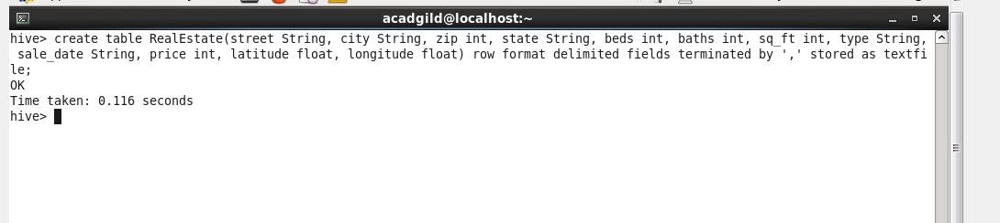 acadgild@localhost:~
hive> create table RealEstate(street String, city String, zip int, state String, beds int, baths int, sq_ft int, type String,
 sale_date String, price int, latitude float, longitude float) row format delimited fields terminated by ',' stored as textfi
le;
OK
Time taken: 0.116 seconds
hive>